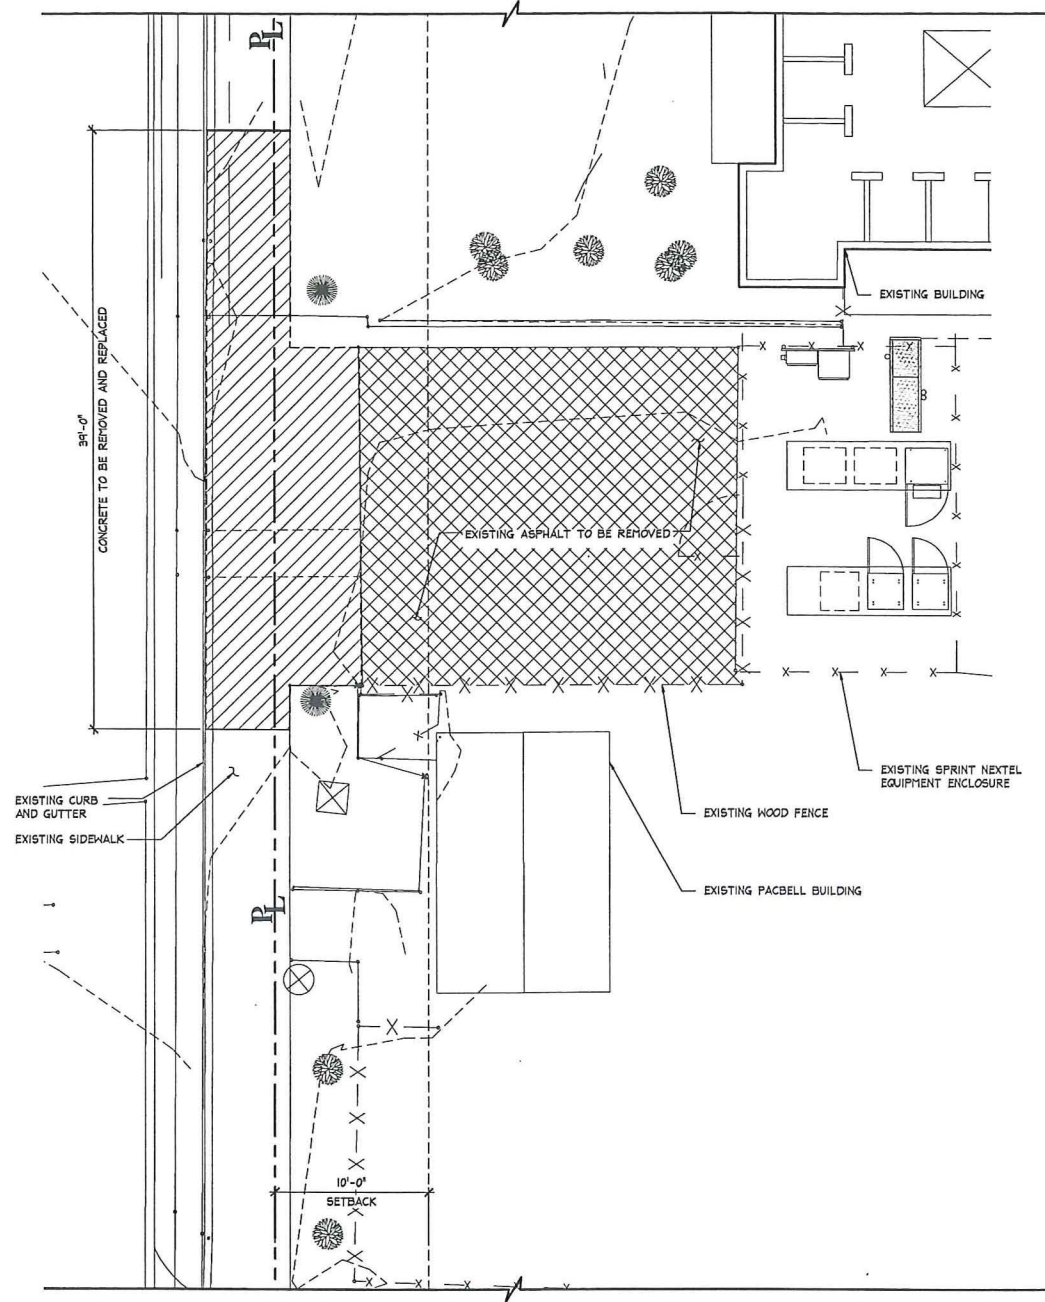 PL
EXISTING BUILDING
39'-0"
CONCRETE TO BE REMOVED AND REPLACED
EXISTING ASPHALT TO BE REMOVED
EXISTING CURB
AND GUTTER
EXISTING SIDEWALK
EXISTING SPRINT NEXTEL
EQUIPMENT ENCLOSURE
EXISTING WOOD FENCE
EXISTING PACBELL BUILDING
PL
10'-0"
SETBACK